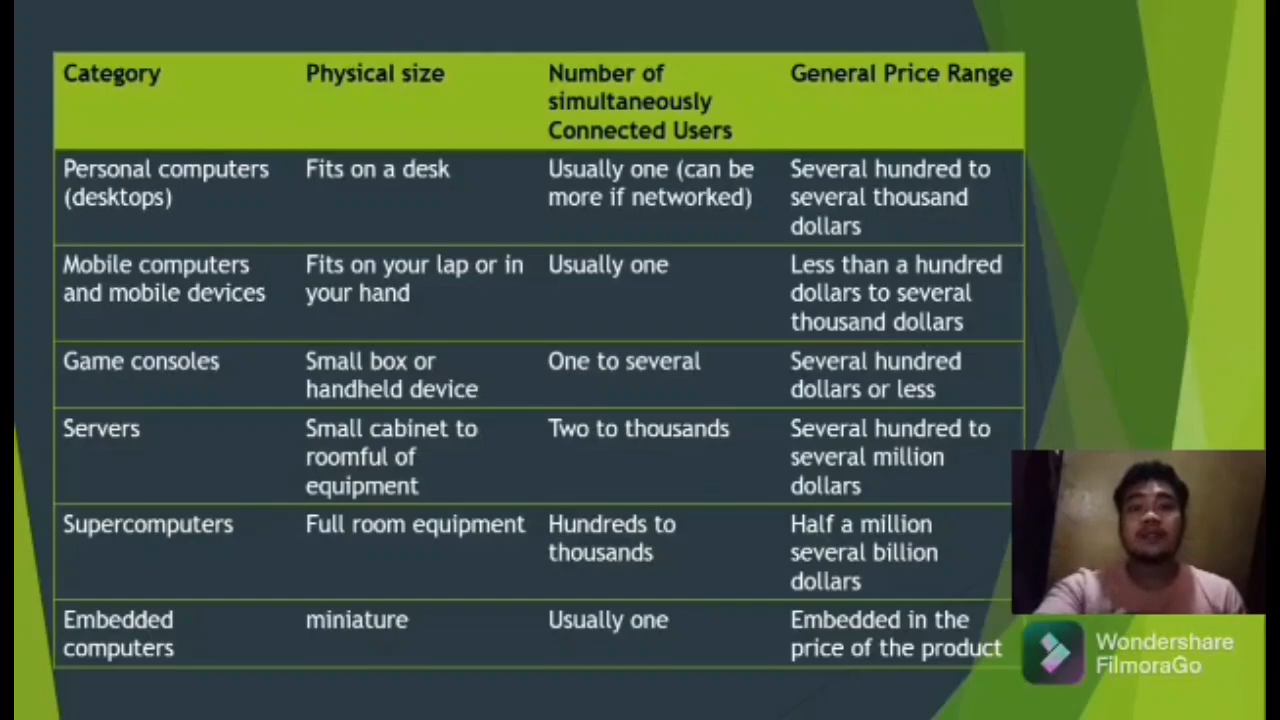 Category
Physical size
Number of
simultaneously
Connected Users
General Price Range
Personal computers
(desktops)
Fits on a desk
Usually one (can be
more if networked)
Several hundred to
several thousand
dollars
Mobile computers
and mobile devices
Fits on your lap or in
your hand
Usually one
Less than a hundred
dollars to several
thousand dollars
Game consoles
Small box or
handheld device
One to several
Several hundred
dollars or less
Servers
Small cabinet to
roomful of
equipment
Two to thousands
Several hundred to
several million
dollars
Supercomputers
Full room equipment
Hundreds to
thousands
Half a million
several billion
dollars
Embedded
computers
miniature
Usually one
Embedded in the
price of the product
Wondershare
FilmoraGo